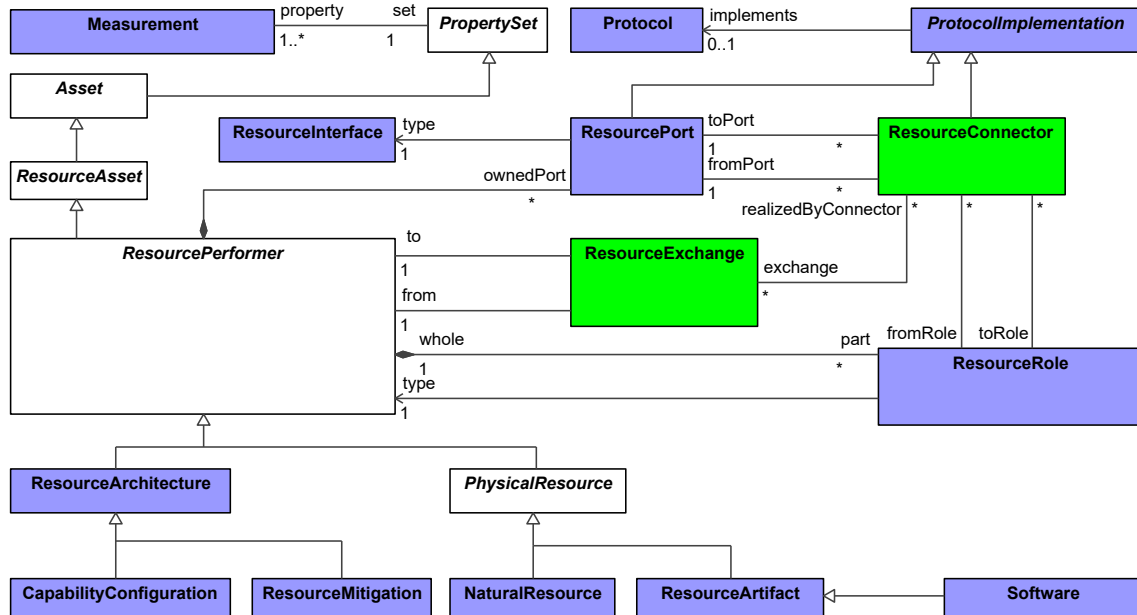 property set
Measurement PropertySet
1..* 1
implements
Protocol ProtocolImplementation
0..1
Asset
ResourceInterface type ResourcePort toPort ResourceConnector
1 1 *
fromPort
1 *
ResourceAsset
ownedPort
*
realizedByConnector * * *
ResourcePerformer to ResourceExchange
1 exchange
*
from
1
whole part fromRole toRole
1 * ResourceRole
type
1
ResourceArchitecture PhysicalResource
CapabilityConfiguration ResourceMitigation NaturalResource ResourceArtifact Software